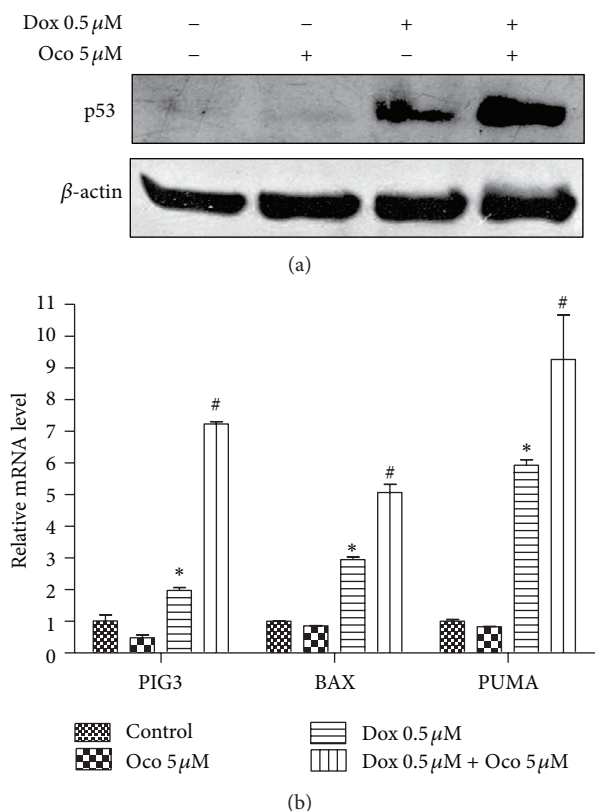 Dox 0.5 μM − − + +
Oco 5 μM − + − +
p53
β-actin
(a)
11
10
9
8
7
6
5
4
3
2
1
0
Relative mRNA level
* # * # * #
PIG3 BAX PUMA
Control Dox 0.5 μM
Oco 5 μM Dox 0.5 μM + Oco 5 μM
(b)